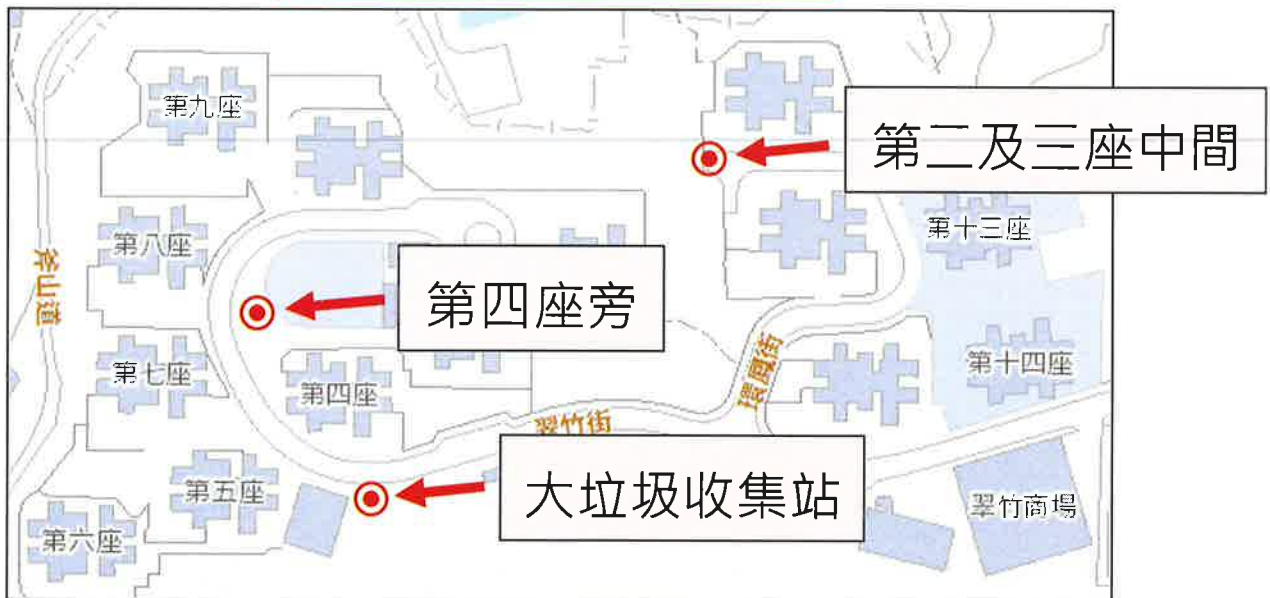 第九座
第二及三座中間
第十三座
第八座
斧山道
第四座旁
第七座
第四座
環鳳街
第十四座
翠竹街
第五座
大垃圾收集站
翠竹商場
第六座